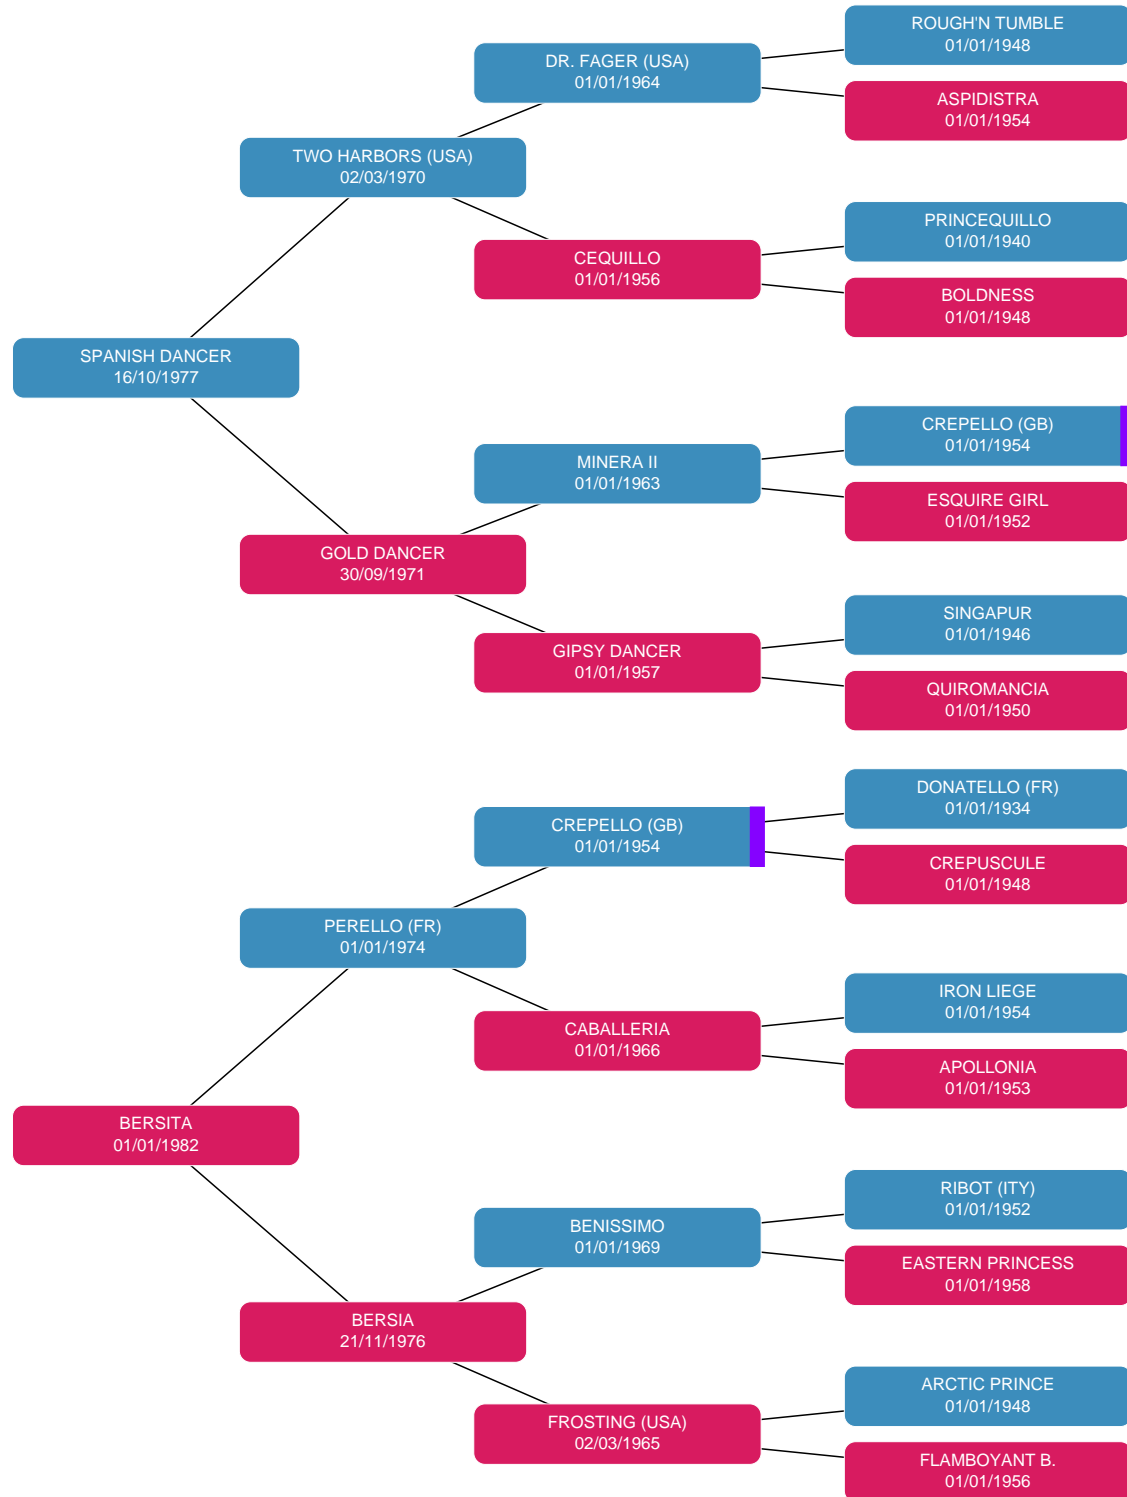 ROUGH'N TUMBLE
01/01/1948
DR. FAGER (USA)
01/01/1964
ASPIDISTRA
01/01/1954
TWO HARBORS (USA)
02/03/1970
PRINCEQUILLO
01/01/1940
CEQUILLO
01/01/1956
BOLDNESS
01/01/1948
SPANISH DANCER
16/10/1977
CREPELLO (GB)
01/01/1954
MINERA II
01/01/1963
ESQUIRE GIRL
01/01/1952
GOLD DANCER
30/09/1971
SINGAPUR
01/01/1946
GIPSY DANCER
01/01/1957
QUIROMANCIA
01/01/1950
DONATELLO (FR)
01/01/1934
CREPELLO (GB)
01/01/1954
CREPUSCULE
01/01/1948
PERELLO (FR)
01/01/1974
IRON LIEGE
01/01/1954
CABALLERIA
01/01/1966
APOLLONIA
01/01/1953
BERSITA
01/01/1982
RIBOT (ITY)
01/01/1952
BENISSIMO
01/01/1969
EASTERN PRINCESS
01/01/1958
BERSIA
21/11/1976
ARCTIC PRINCE
01/01/1948
FROSTING (USA)
02/03/1965
FLAMBOYANT B.
01/01/1956